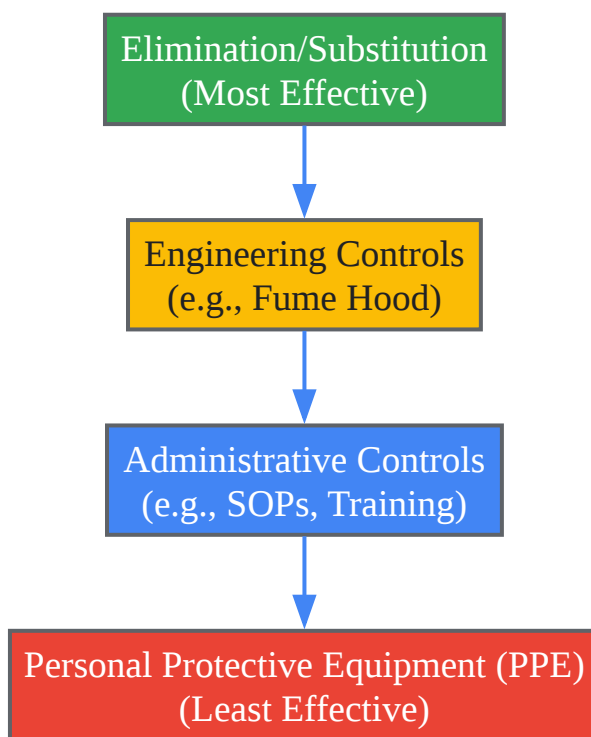 Elimination/Substitution
(Most Effective)
Engineering Controls
(e.g., Fume Hood)
Administrative Controls
(e.g., SOPs, Training)
Personal Protective Equipment (PPE)
(Least Effective)